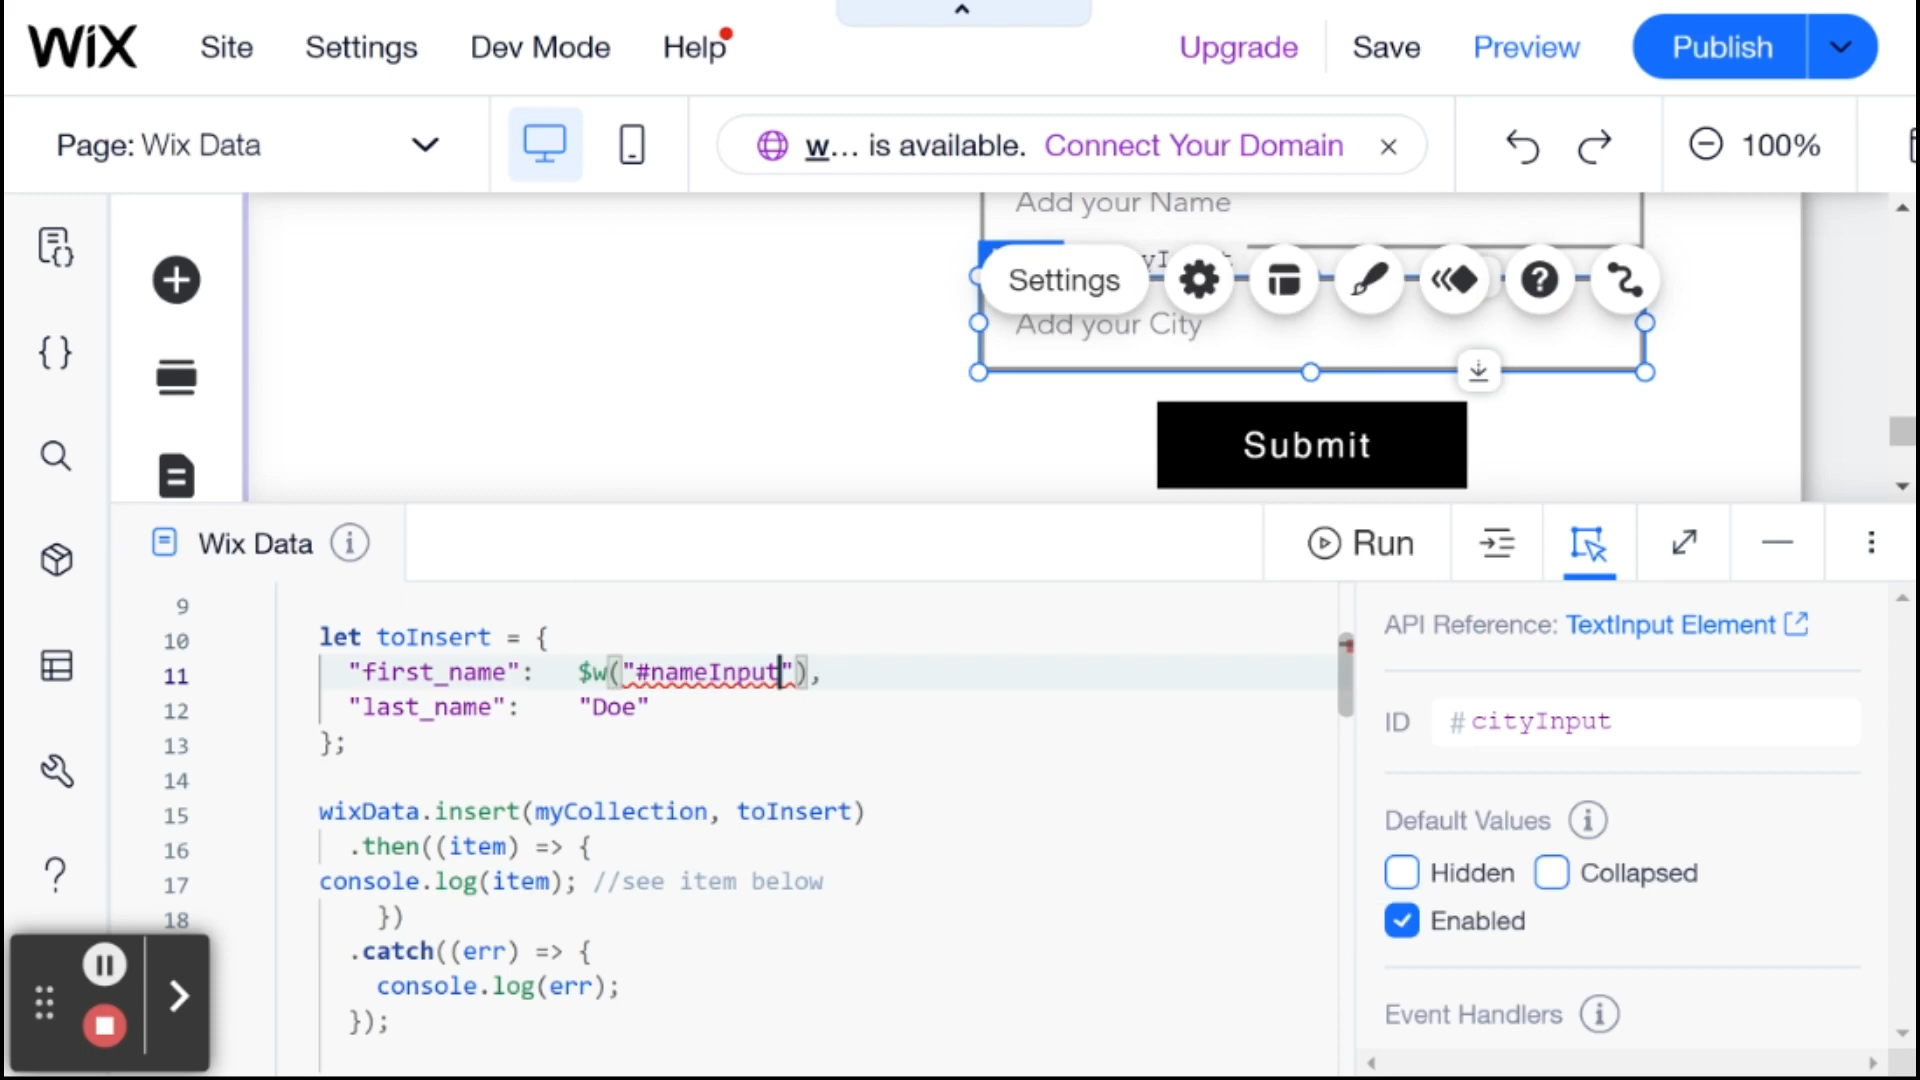 WiX Site Settings Dev Mode Help Upgrade Save Preview Publish
Page: Wix Data w... is available. Connect Your Domain 100%
Add your Name
Settings
Add your City
Submit
Wix Data Run
9
10 let toInsert = {
11 "first_name": $w("#nameInput"),
12 "last_name": "Doe"
13 };
14
15 wixData.insert(myCollection, toInsert)
16 .then((item) => {
17 console.log(item); //see item below
18 })
.catch((err) => {
console.log(err);
});
API Reference: TextInput Element
ID # cityInput
Default Values
Hidden Collapsed
Enabled
Event Handlers